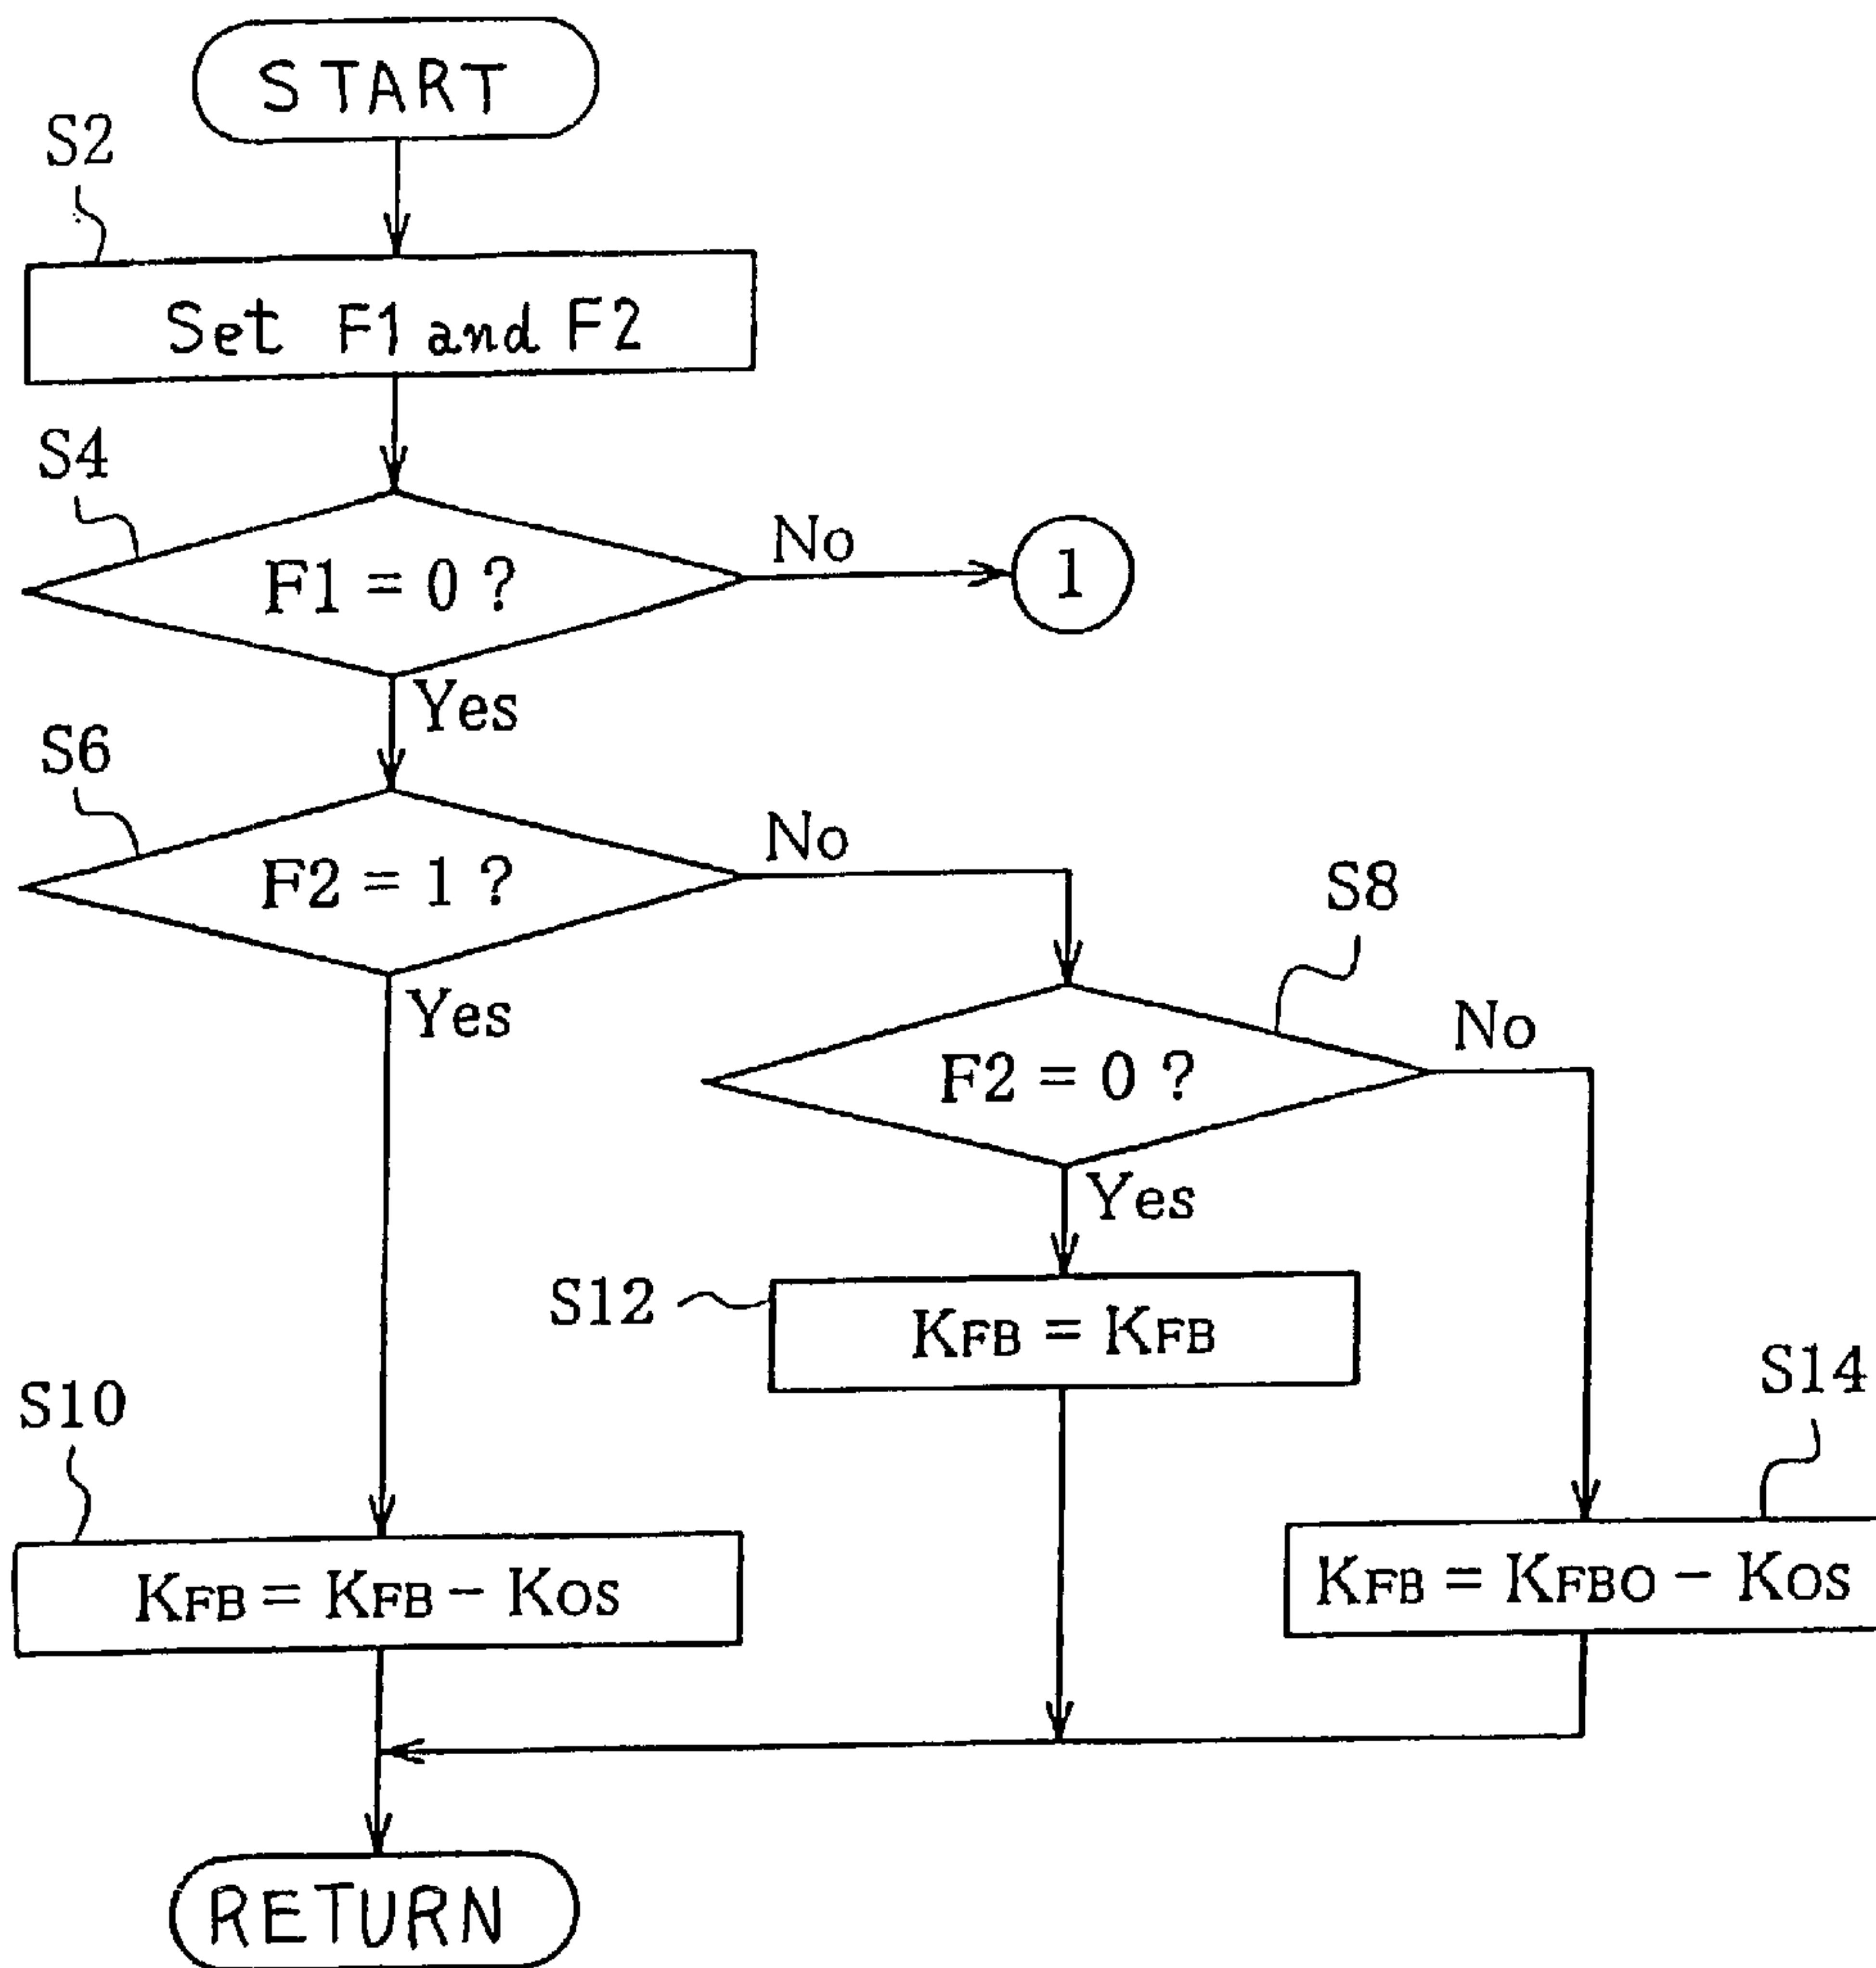 START
S2
Set F1 and F2
S4
F1 = 0 ?
No
1
Yes
S6
F2 = 1 ?
No
S8
Yes
F2 = 0 ?
No
Yes
S12
KFB = KFB
S14
S10
KFB = KFB - KOS
KFB = KFBO - KOS
RETURN